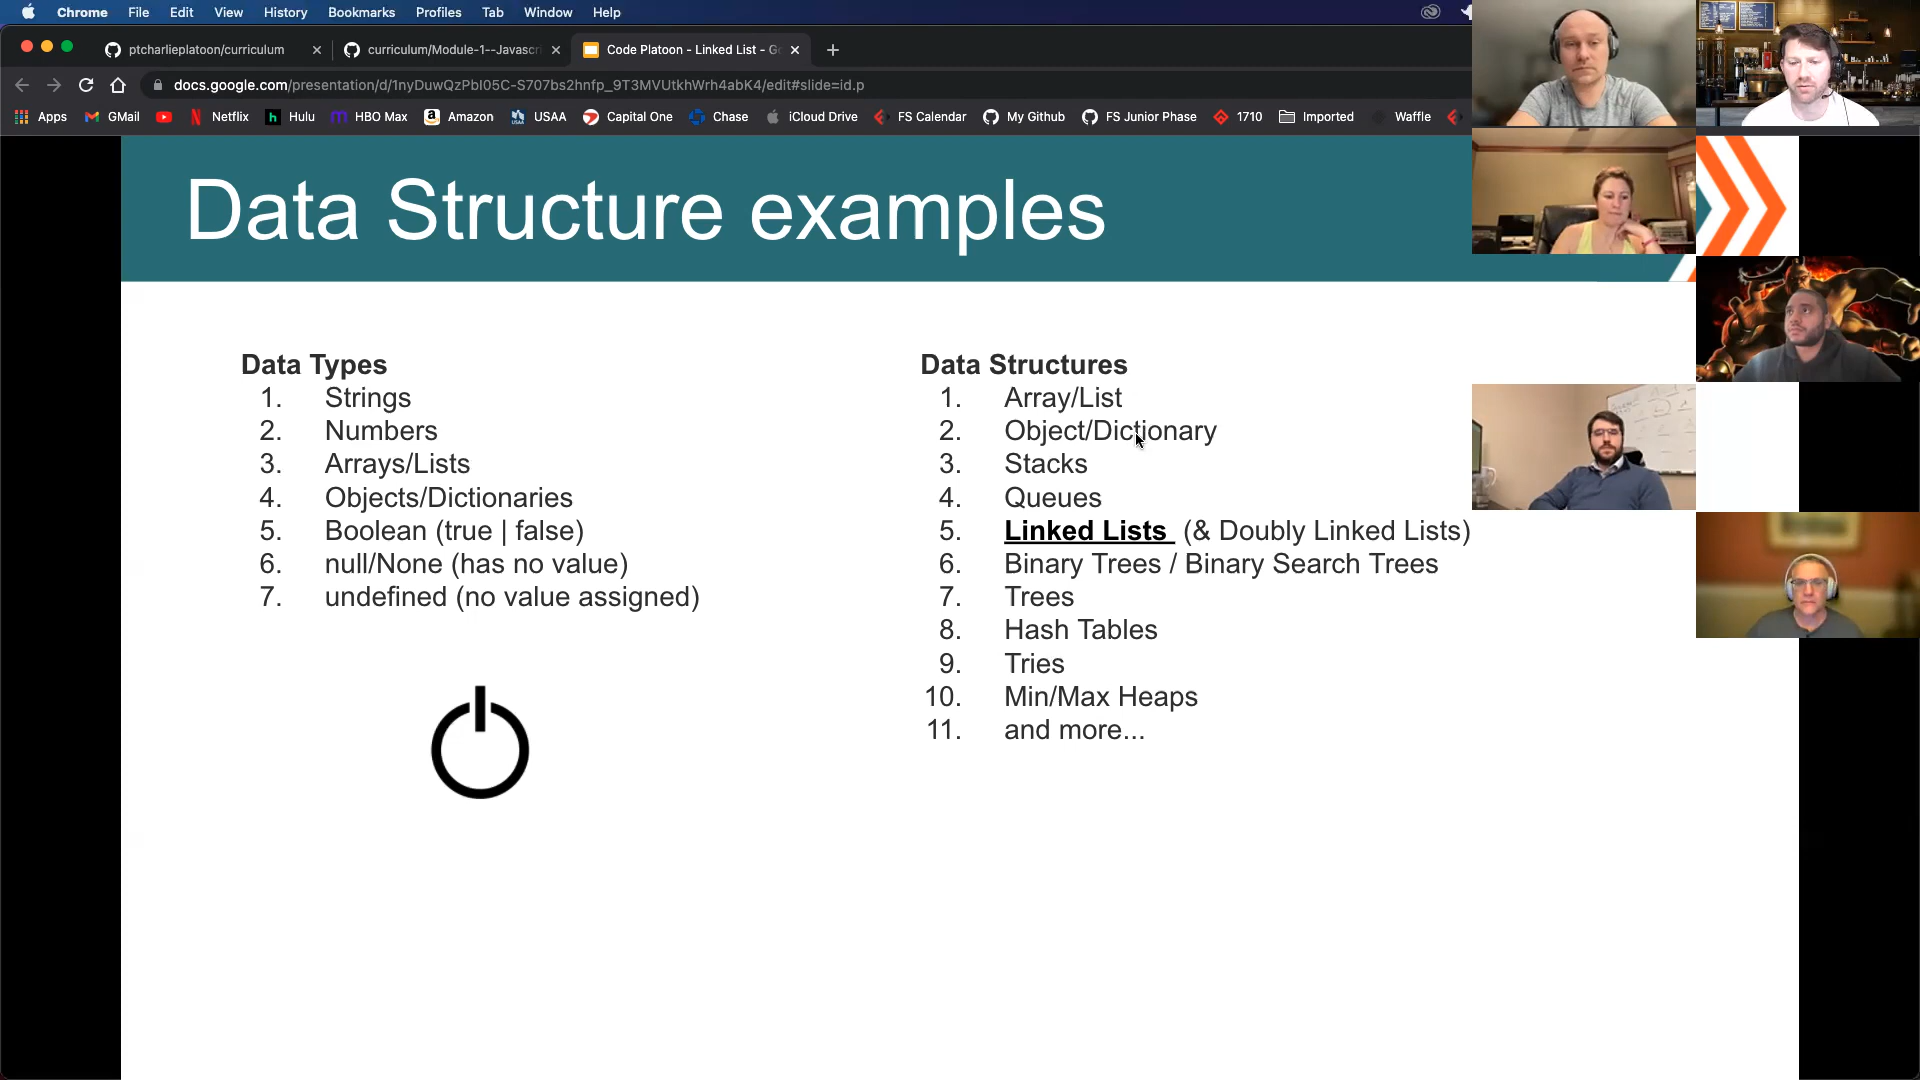 Chrome File Edit View History Bookmarks Profiles Tab Window Help
ptcharlieplatoon/curriculum
curriculum/Module-1--Javascri
Code Platoon - Linked List - Go
docs.google.com/presentation/d/1nyDuwQzPbI05C-S707bs2hnfp_9T3MVUtkhWrh4abK4/edit#slide=id.p
Apps GMail Netflix Hulu HBO Max Amazon USAA Capital One Chase iCloud Drive FS Calendar My Github FS Junior Phase 1710 Imported Waffle
Data Structure examples
Data Types
1. Strings
2. Numbers
3. Arrays/Lists
4. Objects/Dictionaries
5. Boolean (true | false)
6. null/None (has no value)
7. undefined (no value assigned)
Data Structures
1. Array/List
2. Object/Dictionary
3. Stacks
4. Queues
5. Linked Lists (& Doubly Linked Lists)
6. Binary Trees / Binary Search Trees
7. Trees
8. Hash Tables
9. Tries
10. Min/Max Heaps
11. and more...